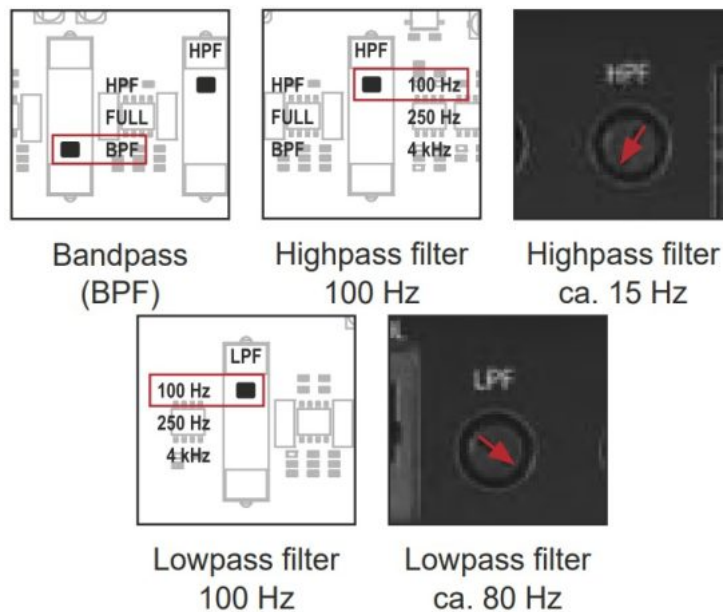 HPF
HPF
FULL
BPF
Bandpass
(BPF)
HPF
HPF
100 Hz
FULL
250 Hz
BPF
4 kHz
Highpass filter
100 Hz
HPF
Highpass filter
ca. 15 Hz
LPF
100 Hz
250 Hz
4 kHz
Lowpass filter
100 Hz
LPF
Lowpass filter
ca. 80 Hz